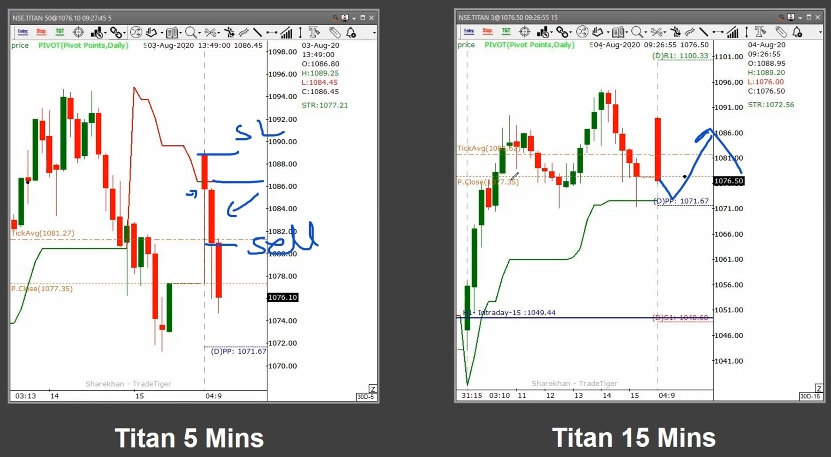 NSE.TITAN 50@1076.10 09:27:45 5
price PIVOT(Pivot Points,Daily) S03-Aug-2020 13:49:00 1086.45
03-Aug-20
13:49:00
O:1086.80
H:1089.25
L:1084.45
C:1086.45
STR:1077.21
1098.00
1096.00
1094.00
1092.00
1090.00
1088.00
1086.00
1084.00
1082.00
1080.00
1078.00
1076.10
1074.00
1072.00
1070.00
SL
Sell
TickAvg(1081.27)
P.Close(1077.35)
(D)PP: 1071.67
Sharekhan - TradeTiger
03:13 14 15 04:9
30D-5
Z
Titan 5 Mins
NSE.TITAN 3@1076.50 09:26:55 15
price PIVOT(Pivot Points,Daily) S04-Aug-2020 09:26:55 1076.50
04-Aug-20
09:26:55
O:1088.95
H:1089.20
L:1076.00
C:1076.50
STR:1072.56
(D)R1: 1100.33
1101.00
1096.00
1091.00
1086.00
1081.00
1076.50
1071.00
1066.00
1061.00
1056.00
1051.00
1046.00
1041.00
P.Close(1077.35)
(D)PP: 1071.67
Intraday-15 :1049.44
(D)S1: 1048.60
Sharekhan - TradeTiger
31:15 03:10 11 12 13 14 15 04:9
30D-15
Z
Titan 15 Mins